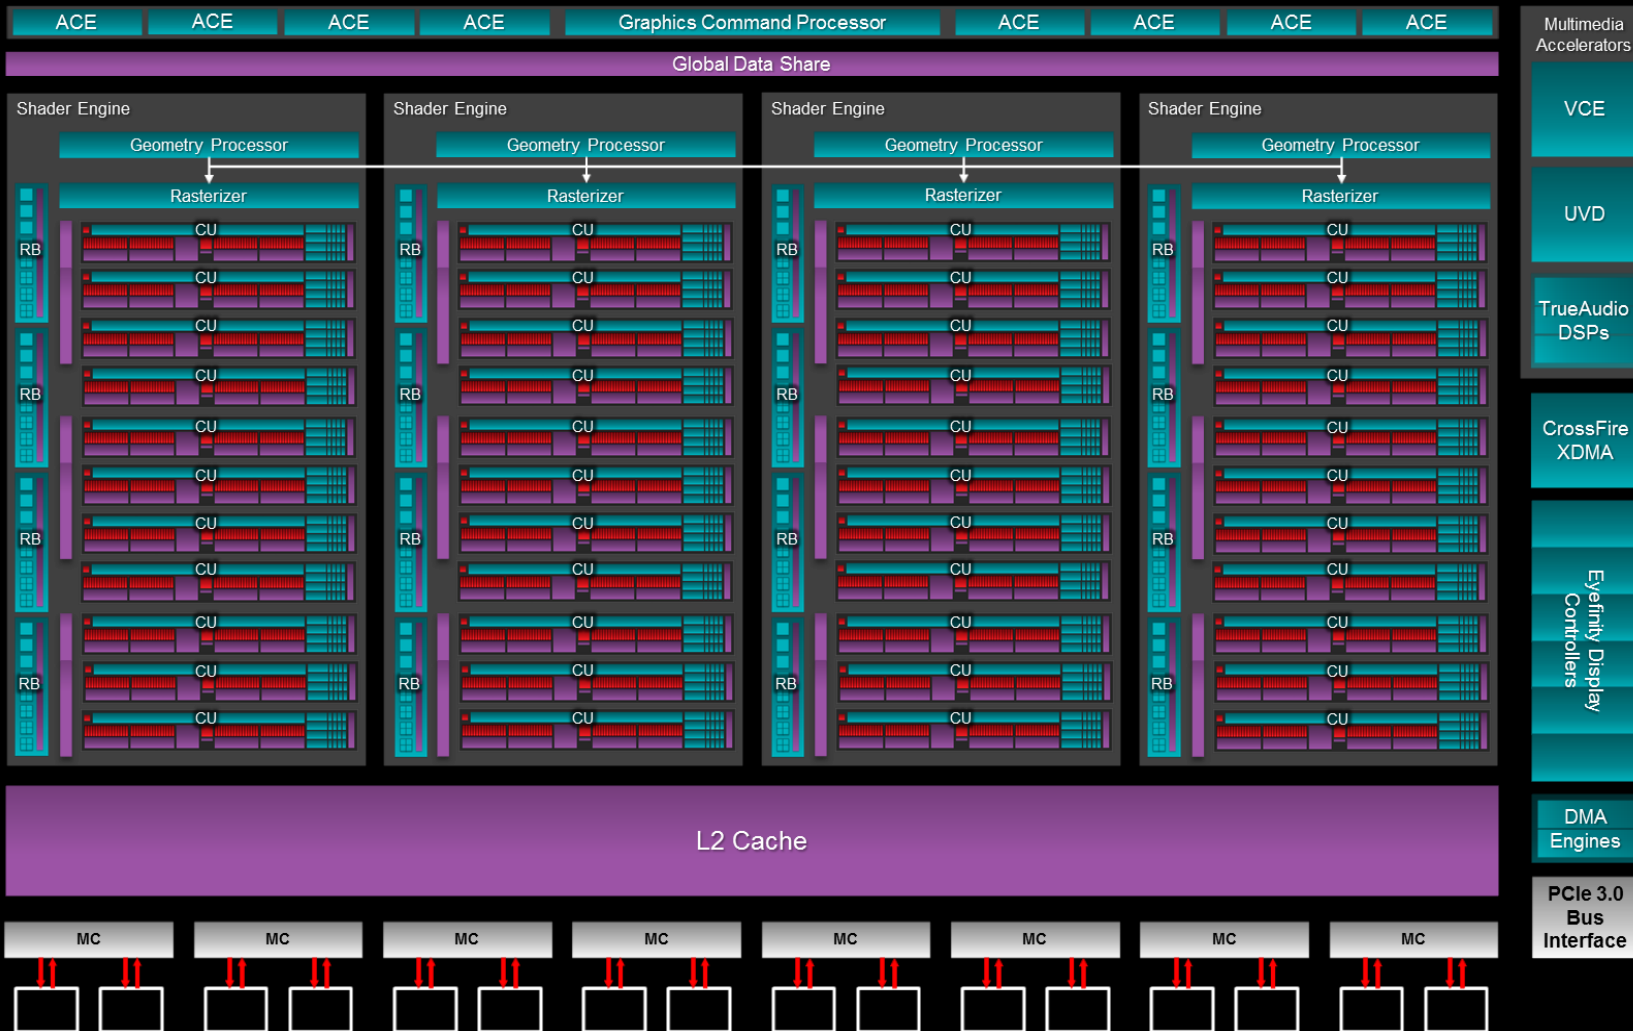 ACE ACE ACE ACE Graphics Command Processor ACE ACE ACE ACE
Global Data Share
Shader Engine
Geometry Processor
Rasterizer
RB
RB
RB
RB
CU
CU
CU
CU
CU
CU
CU
CU
CU
CU
CU
Shader Engine
Geometry Processor
Rasterizer
RB
RB
RB
RB
CU
CU
CU
CU
CU
CU
CU
CU
CU
CU
CU
Shader Engine
Geometry Processor
Rasterizer
RB
RB
RB
RB
CU
CU
CU
CU
CU
CU
CU
CU
CU
CU
CU
Shader Engine
Geometry Processor
Rasterizer
RB
RB
RB
RB
CU
CU
CU
CU
CU
CU
CU
CU
CU
CU
CU
L2 Cache
MC MC MC MC MC MC MC MC
Multimedia
Accelerators
VCE
UVD
TrueAudio
DSPs
CrossFire
XDMA
Eyefinity Display
Controllers
DMA
Engines
PCIe 3.0
Bus
Interface